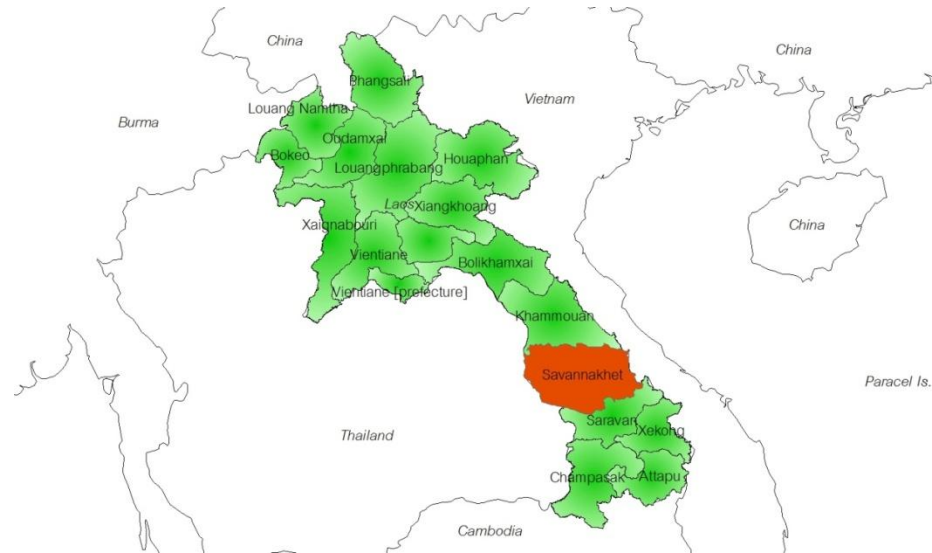 China
China
Phangsali
Louang Namtha
Vietnam
Burma
Oudamxai
Bokeo
Houaphan
Louangphrabang
Laos
Xiangkhoang
Xaignabouri
China
Vientiane
Bolikhamxai
Vientiane [prefecture]
Khammouan
Savannakhet
Paracel Is.
Saravan
Xekong
Thailand
Champasak
Attapu
Cambodia